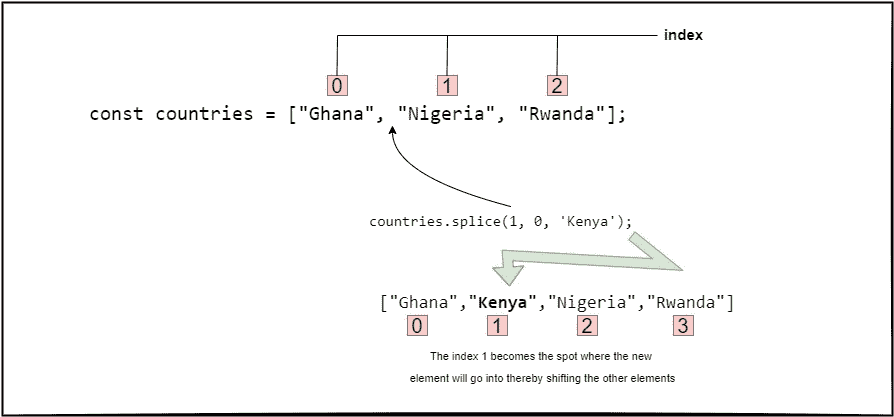 index
0 1 2
const countries = ["Ghana", "Nigeria", "Rwanda"];
countries.splice(1, 0, 'Kenya');
["Ghana","Kenya","Nigeria","Rwanda"]
0 1 2 3
The index 1 becomes the spot where the new
element will go into thereby shifting the other elements